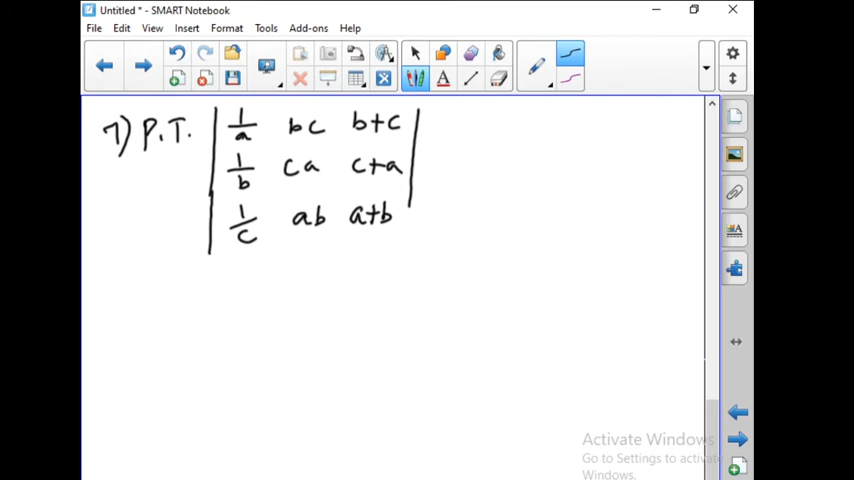 Untitled * - SMART Notebook
File Edit View Insert Format Tools Add-ons Help
7) P.T. | 1/a bc b+c |
| 1/b ca c+a |
| 1/c ab a+b
Activate Windows
Go to Settings to activate
Windows.